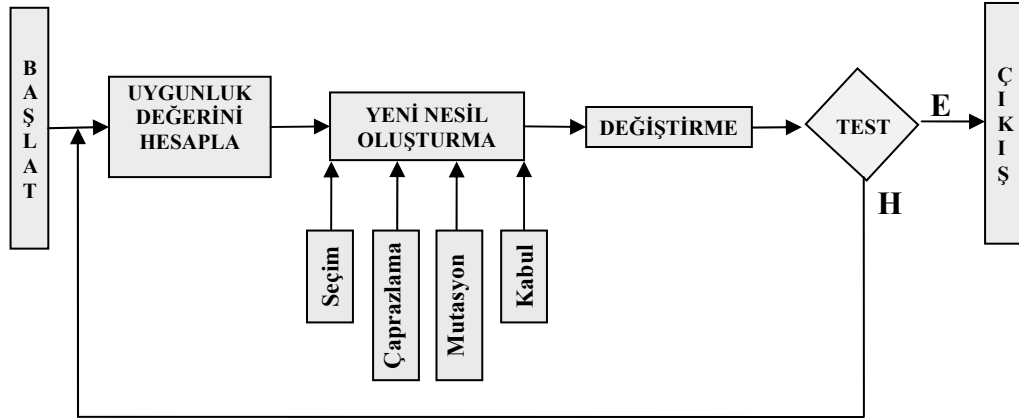 BAŞLAT
UYGUNLUK
DEĞERİNİ
HESAPLA
YENİ NESİL
OLUŞTURMA
DEĞİŞTİRME
TEST
E
H
ÇIKIŞ
Seçim
Çaprazlama
Mutasyon
Kabul